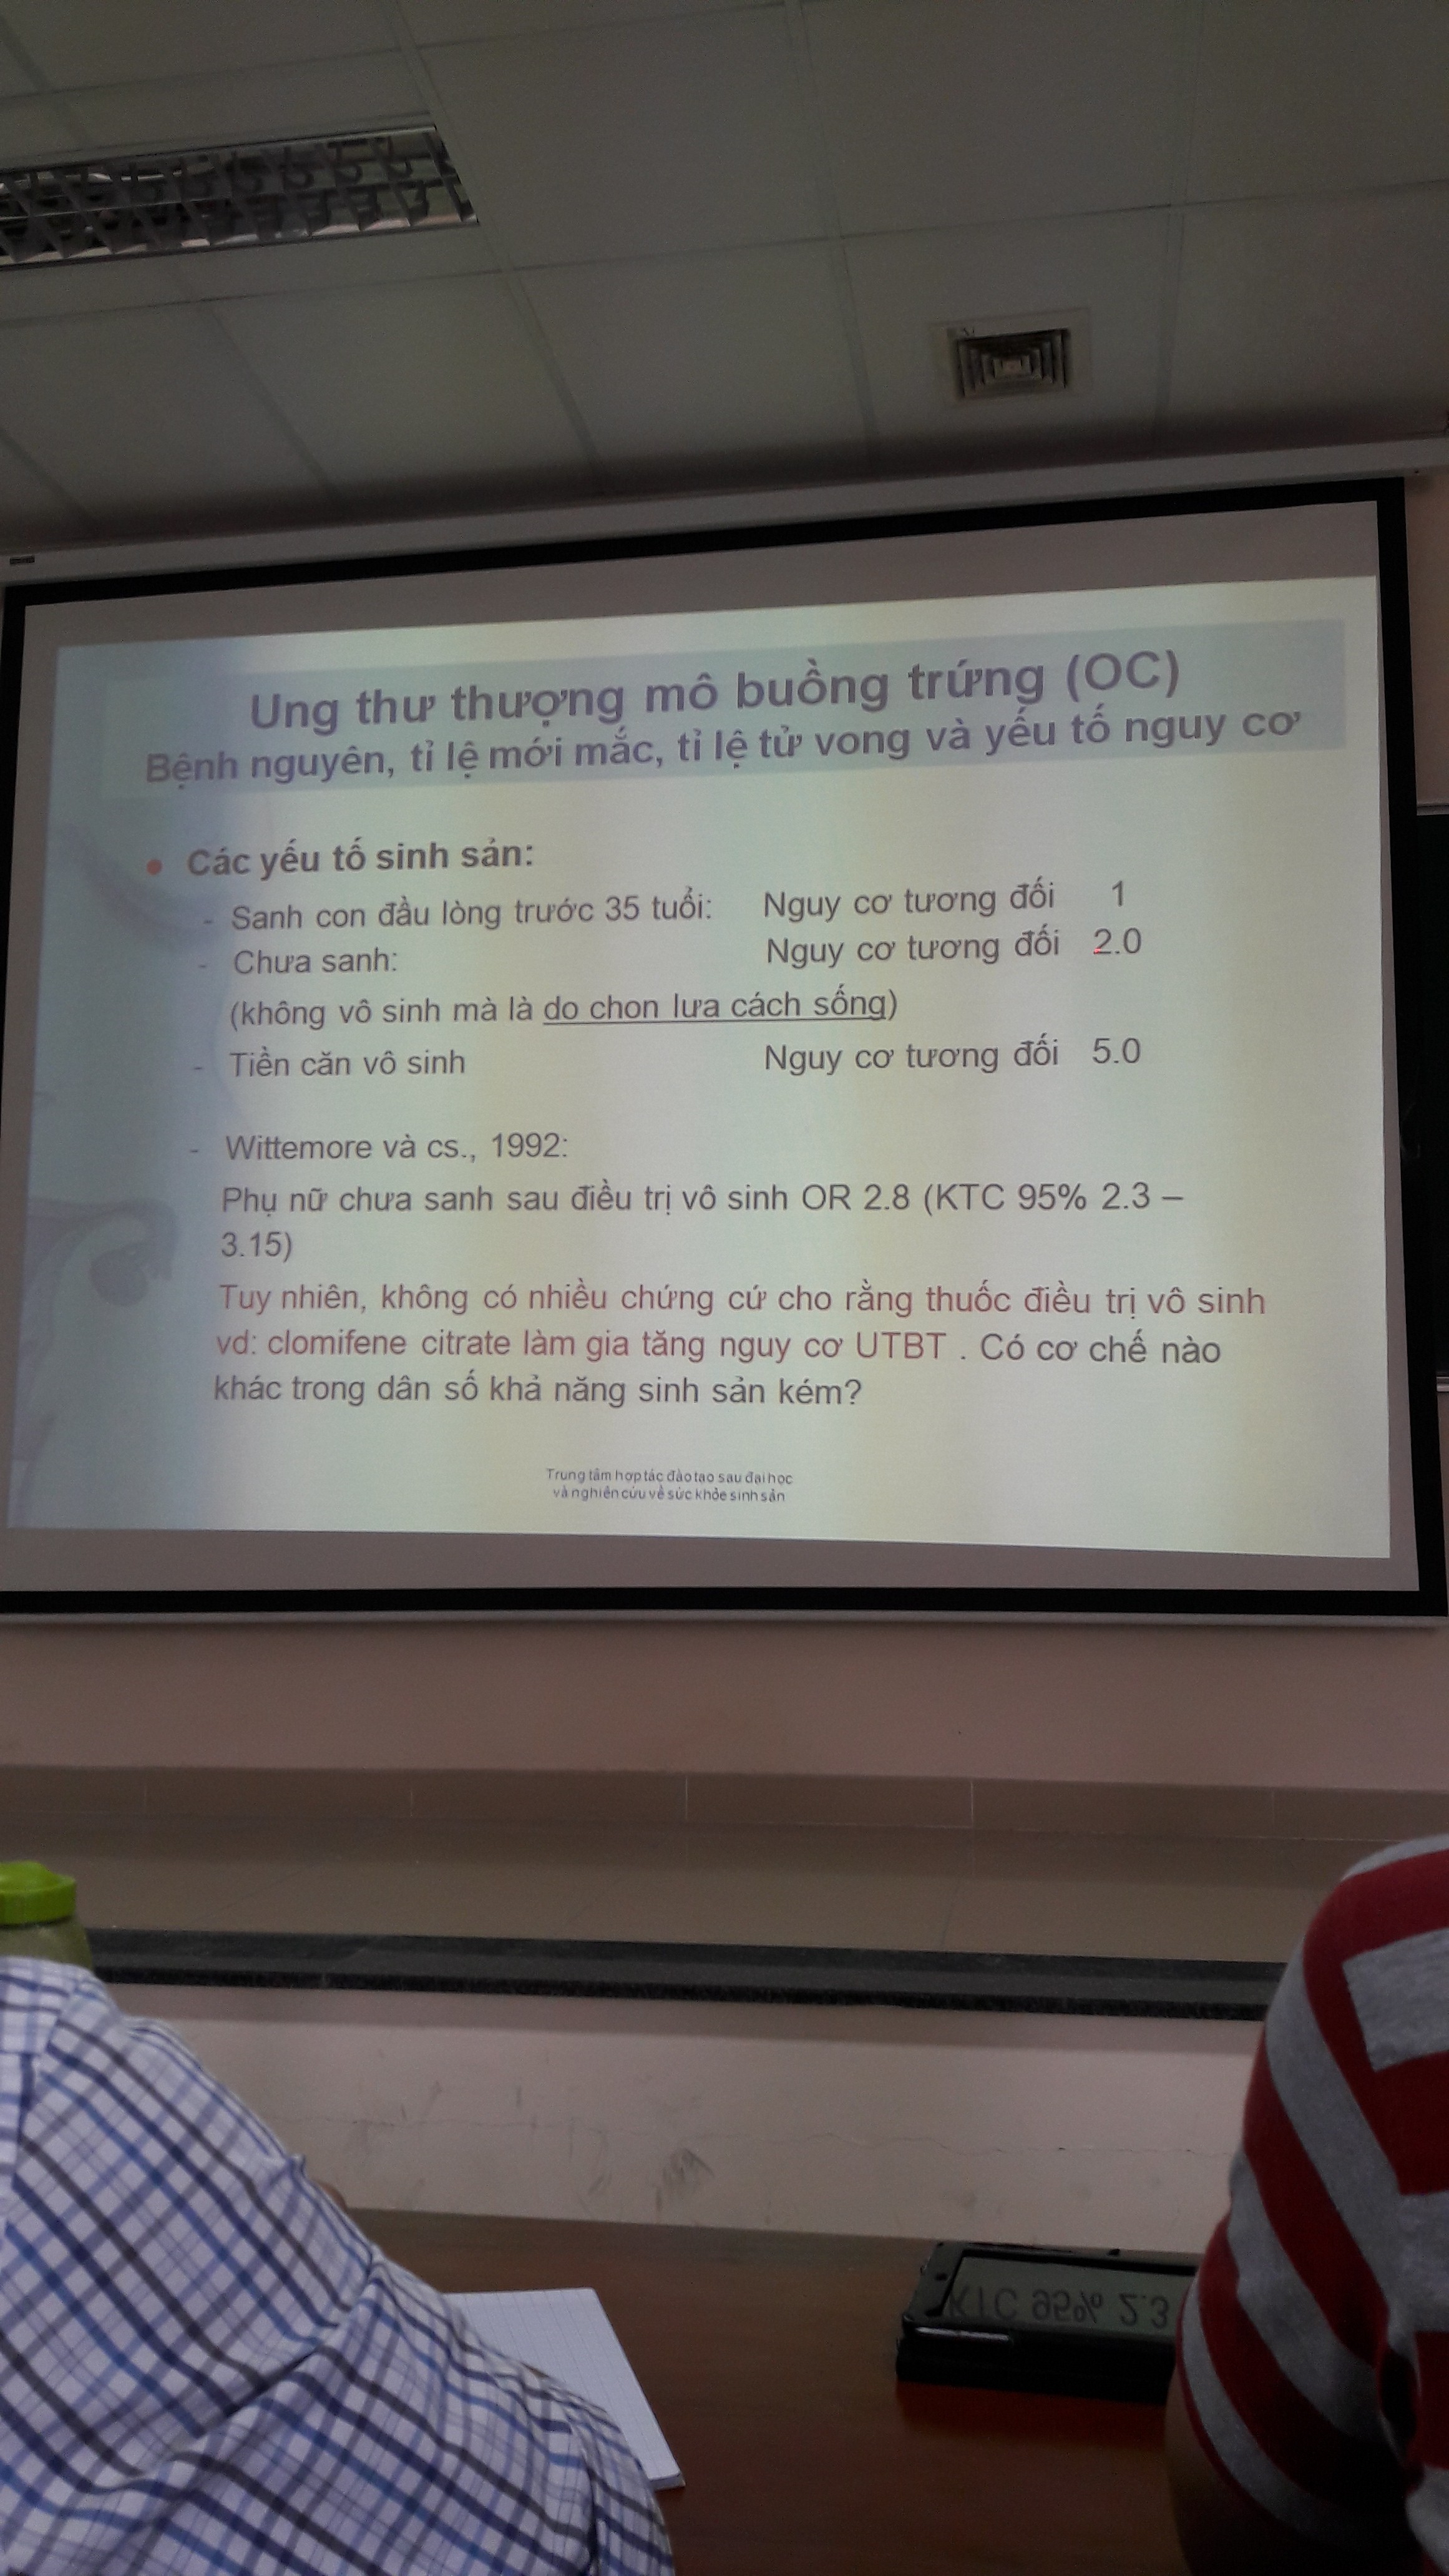 Ung thư thượng mô buồng trứng (OC)
Bệnh nguyên, tỉ lệ mới mắc, tỉ lệ tử vong và yếu tố nguy cơ
• Các yếu tố sinh sản:
- Sanh con đầu lòng trước 35 tuổi: Nguy cơ tương đối 1
- Chưa sanh: Nguy cơ tương đối 2.0
(không vô sinh mà là do chon lưa cách sống)
- Tiền căn vô sinh Nguy cơ tương đối 5.0
- Wittemore và cs., 1992:
Phụ nữ chưa sanh sau điều trị vô sinh OR 2.8 (KTC 95% 2.3 –
3.15)
Tuy nhiên, không có nhiều chứng cứ cho rằng thuốc điều trị vô sinh
vd: clomifene citrate làm gia tăng nguy cơ UTBT . Có cơ chế nào
khác trong dân số khả năng sinh sản kém?
Trung tâm hợp tác đào tạo sau đại học
và nghiên cứu về sức khỏe sinh sản
KTC 95% 2.3